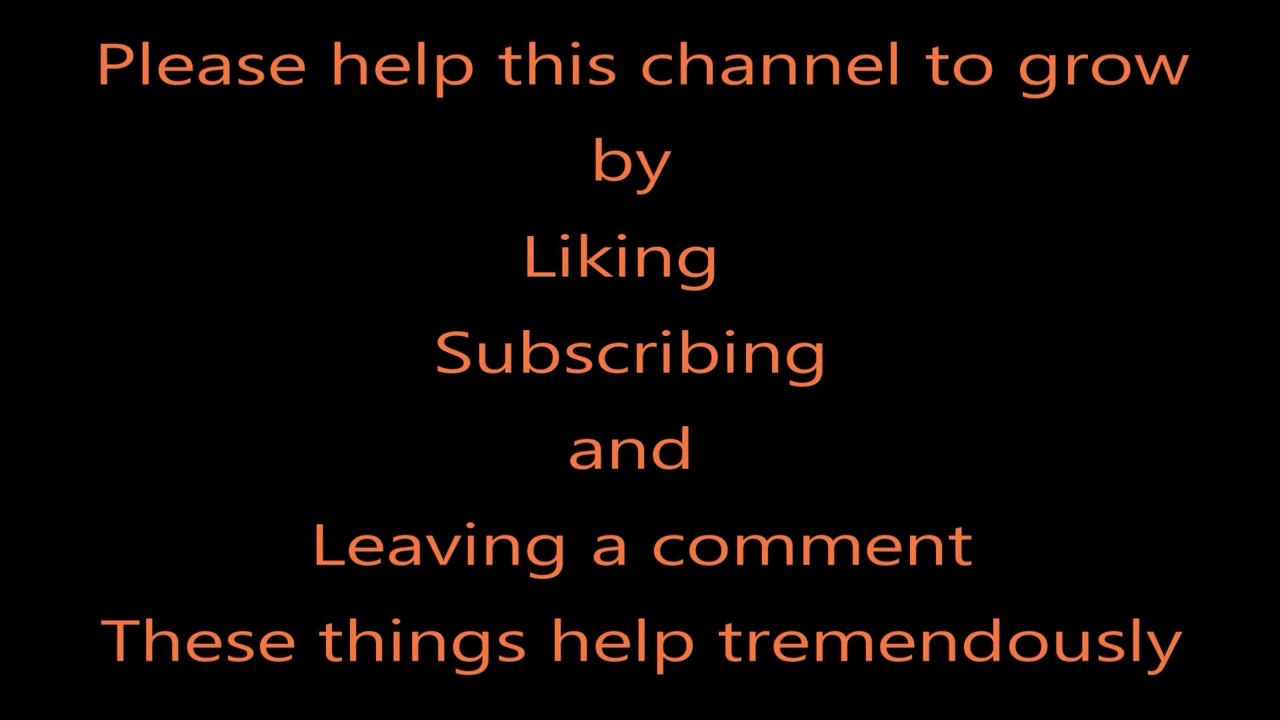 Please help this channel to grow
by
Liking
Subscribing
and
Leaving a comment
These things help tremendously